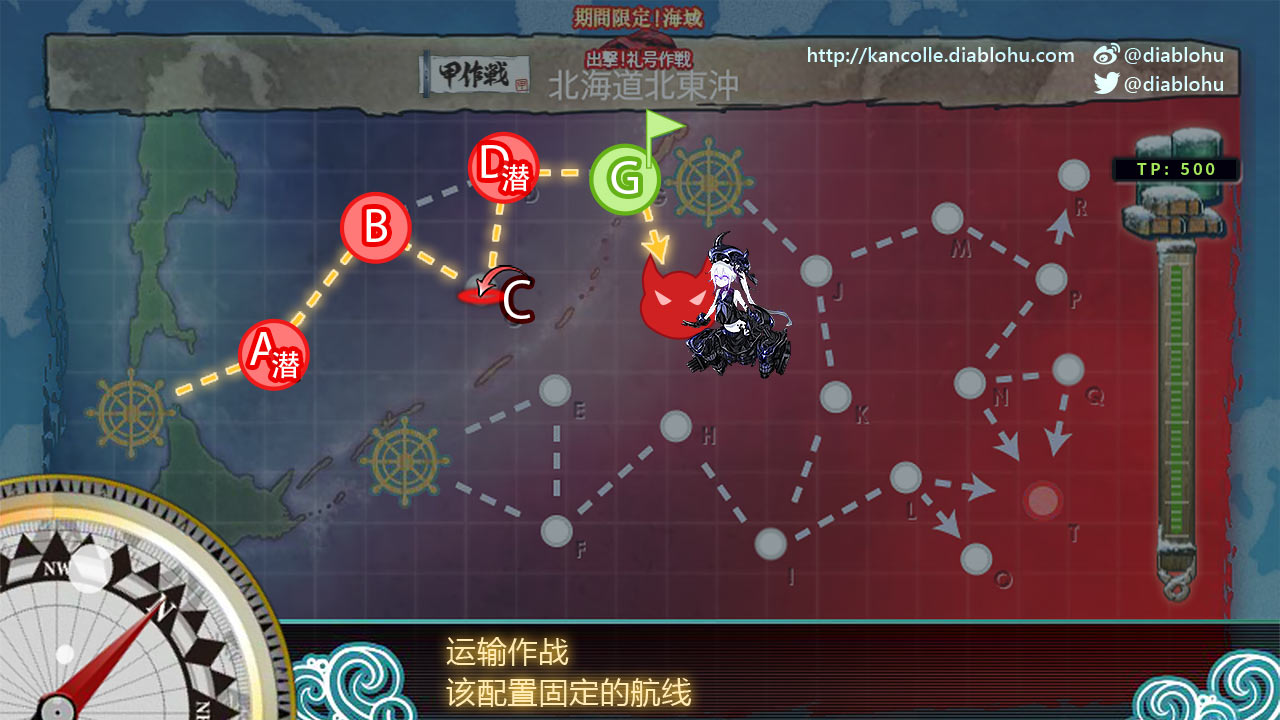 期間限定!海域
出撃!礼号作戦
甲作戦
北海道北東沖
http://kancolle.diablohu.com
@diablohu
@diablohu
TP: 500
D潜
G
B
C
A潜
R
M
J
P
E
K
N
Q
H
L
F
T
I
O
NW
N
运输作战
该配置固定的航线